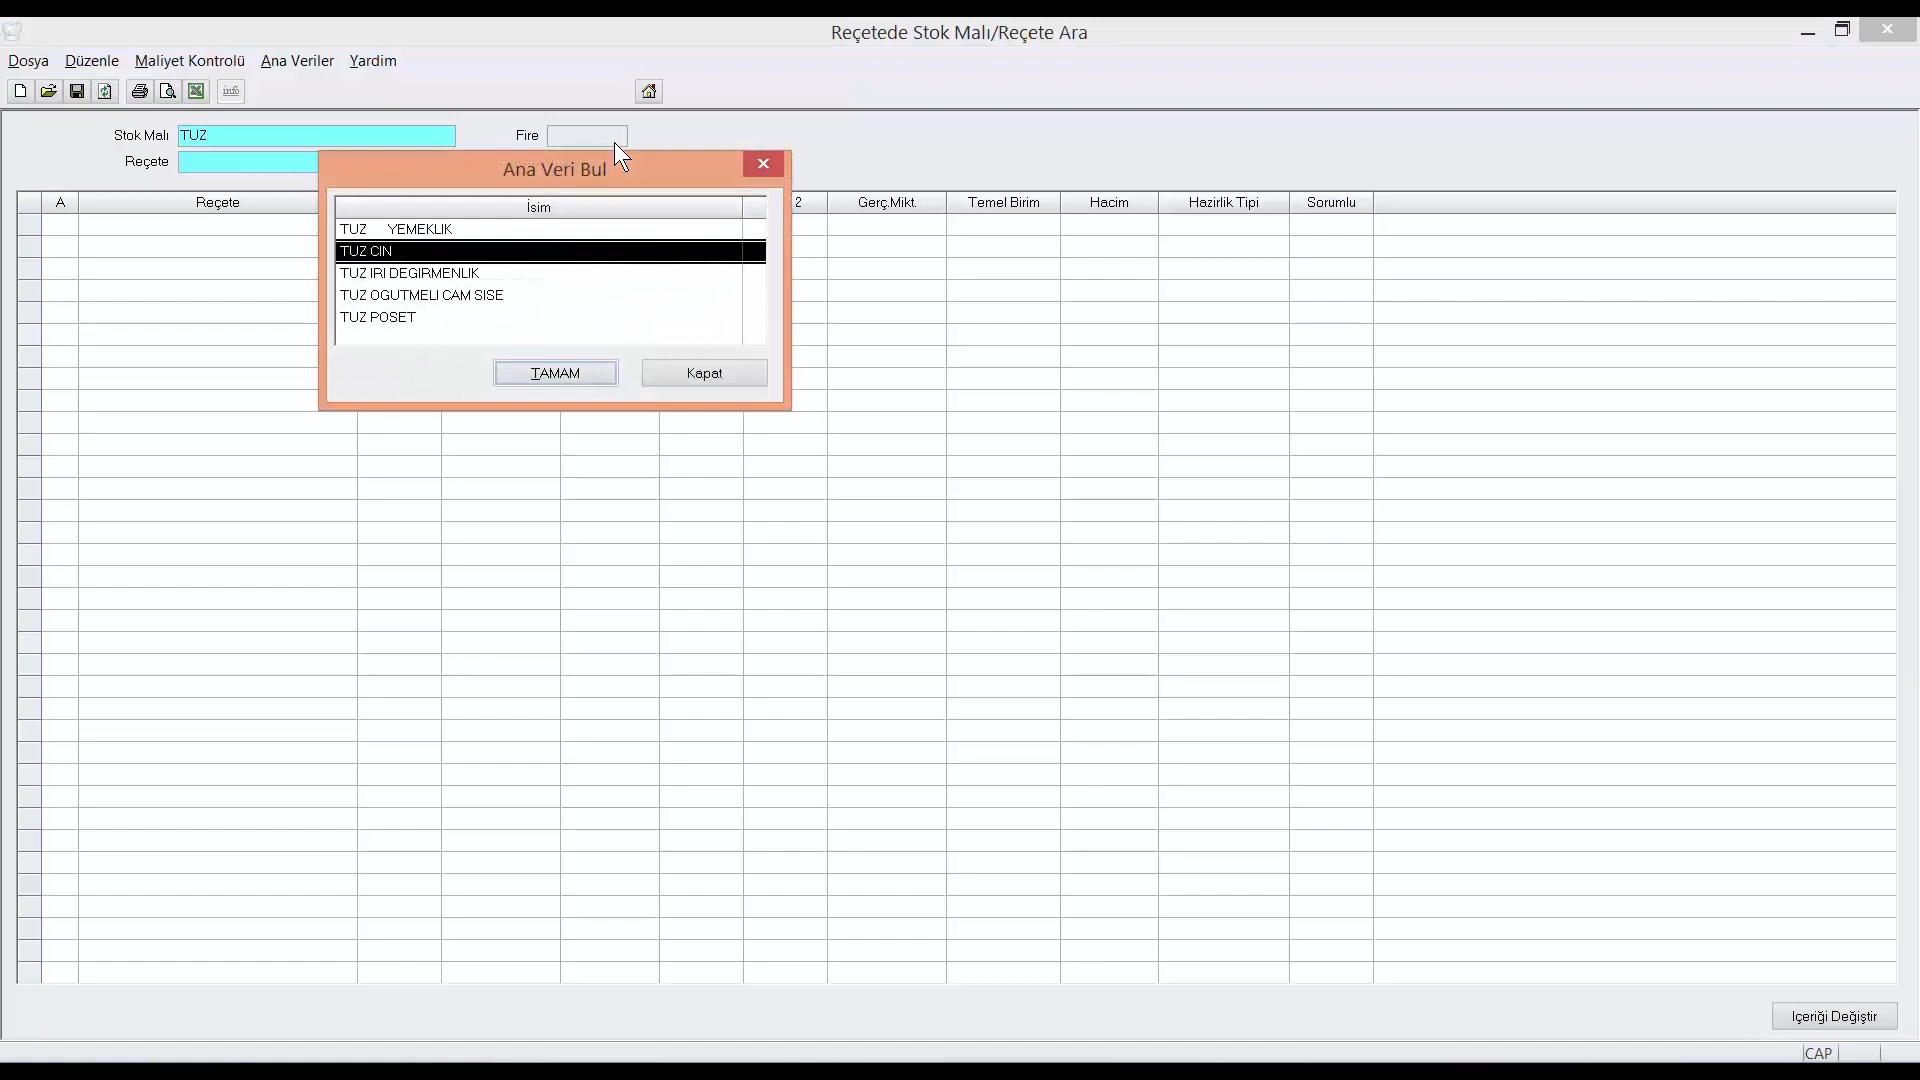 Reçetede Stok Malı/Reçete Ara
Dosya Düzenle Maliyet Kontrolü Ana Veriler Yardim
info
Stok Malı TUZ Fire
Reçete
Ana Veri Bul
A Reçete 2 Gerç.Mikt. Temel Birim Hacim Hazirlik Tipi Sorumlu
İsim
TUZ YEMEKLIK
TUZ CIN
TUZ IRI DEGIRMENLIK
TUZ OGUTMELI CAM SISE
TUZ POSET
TAMAM Kapat
Içeriği Değiştir
CAP